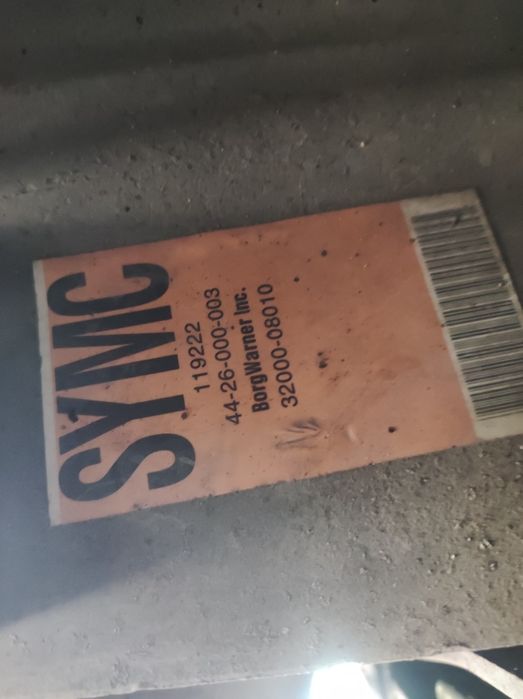 SYMC
119222
44-26-000-003
BorgWarner Inc.
32000-08010